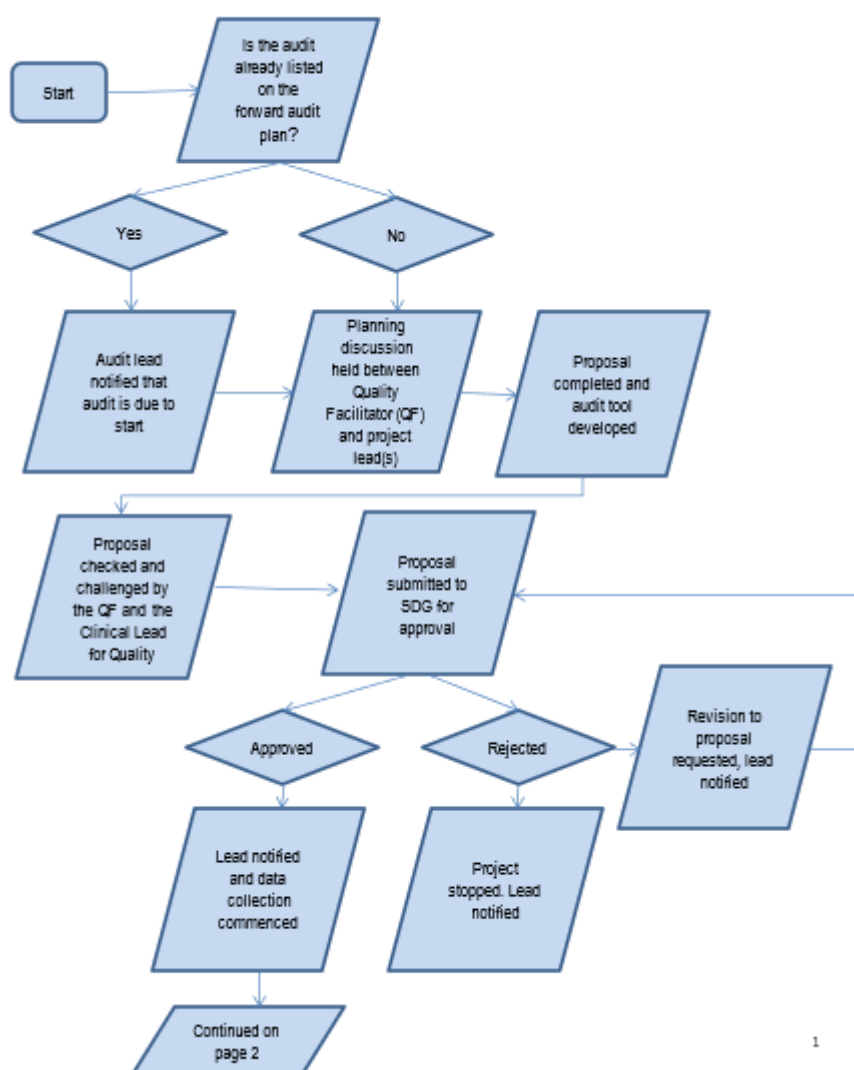 Is the audit
already listed
on the
forward audit
plan?
Start
Yes
No
Audit lead
notified that
audit is due to
start
Planning
discussion
held between
Quality
Facilitator (QF)
and project
lead(s)
Proposal
completed and
audit tool
developed
Proposal
checked and
challenged by
the QF and the
Clinical Lead
for Quality
Proposal
submitted to
SDG for
approval
Approved
Rejected
Revision to
proposal
requested, lead
notified
Lead notified
and data
collection
commenced
Project
stopped. Lead
notified
Continued on
page 2
1